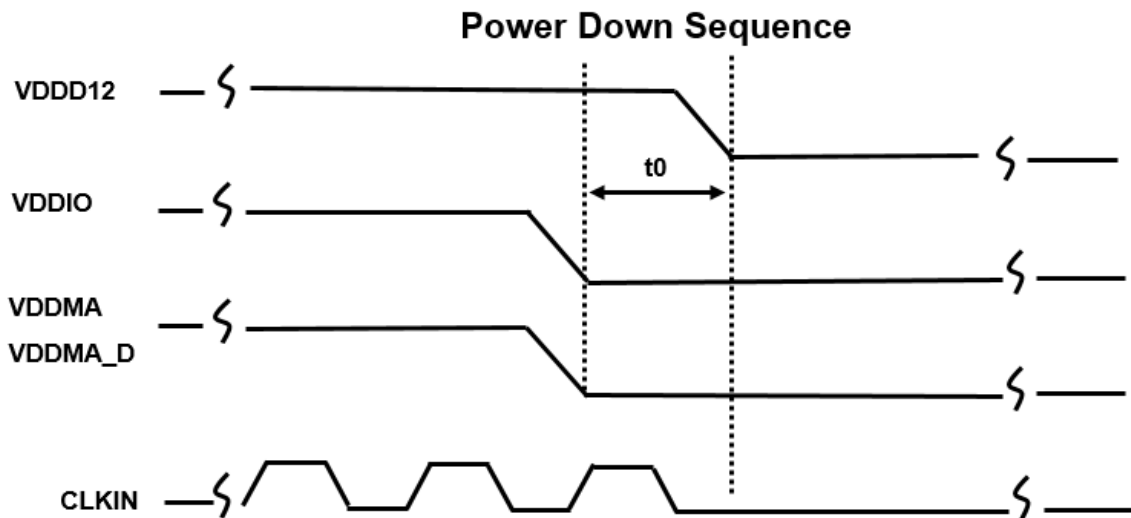 Power Down Sequence
VDDD12
t0
VDDIO
VDDMA
VDDMA_D
CLKIN